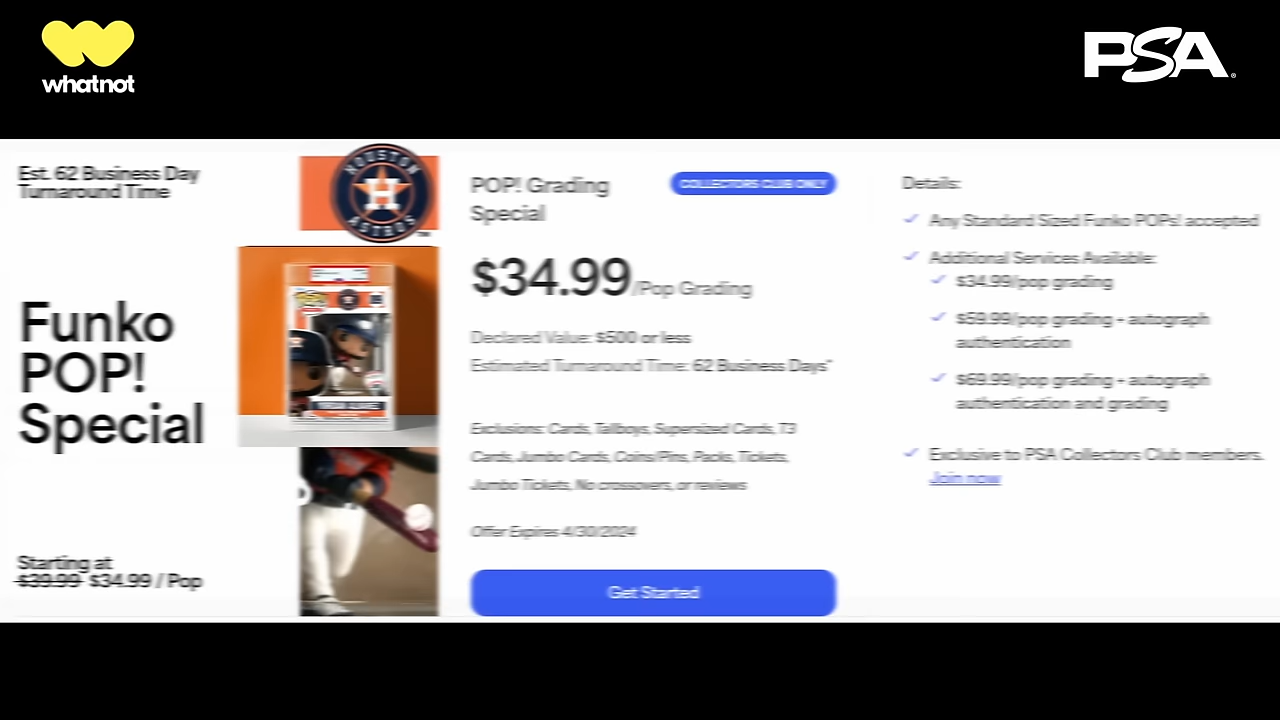 whatnot
PSA
Est. 62 Business Day
Turnaround Time
Funko
POP!
Special
Starting at
$39.99 $34.99 / Pop
HOUSTON
H
ASTROS
POP! Grading
Special
COLLECTORS CLUB ONLY
$34.99/Pop Grading
Declared Value: $500 or less
Estimated Turnaround Time: 62 Business Days*
Exclusions: Cards, Tallboys, Supersized Cards, T3
Cards, Jumbo Cards, Coins/Pins, Packs, Tickets,
Jumbo Tickets, No crossovers, or reviews
Offer Expires 4/30/2024
Get Started
Details:
Any Standard Sized Funko POPs! accepted
Additional Services Available:
$34.99/pop grading
$59.99/pop grading + autograph
authentication
$69.99/pop grading + autograph
authentication and grading
Exclusive to PSA Collectors Club members.
Join now